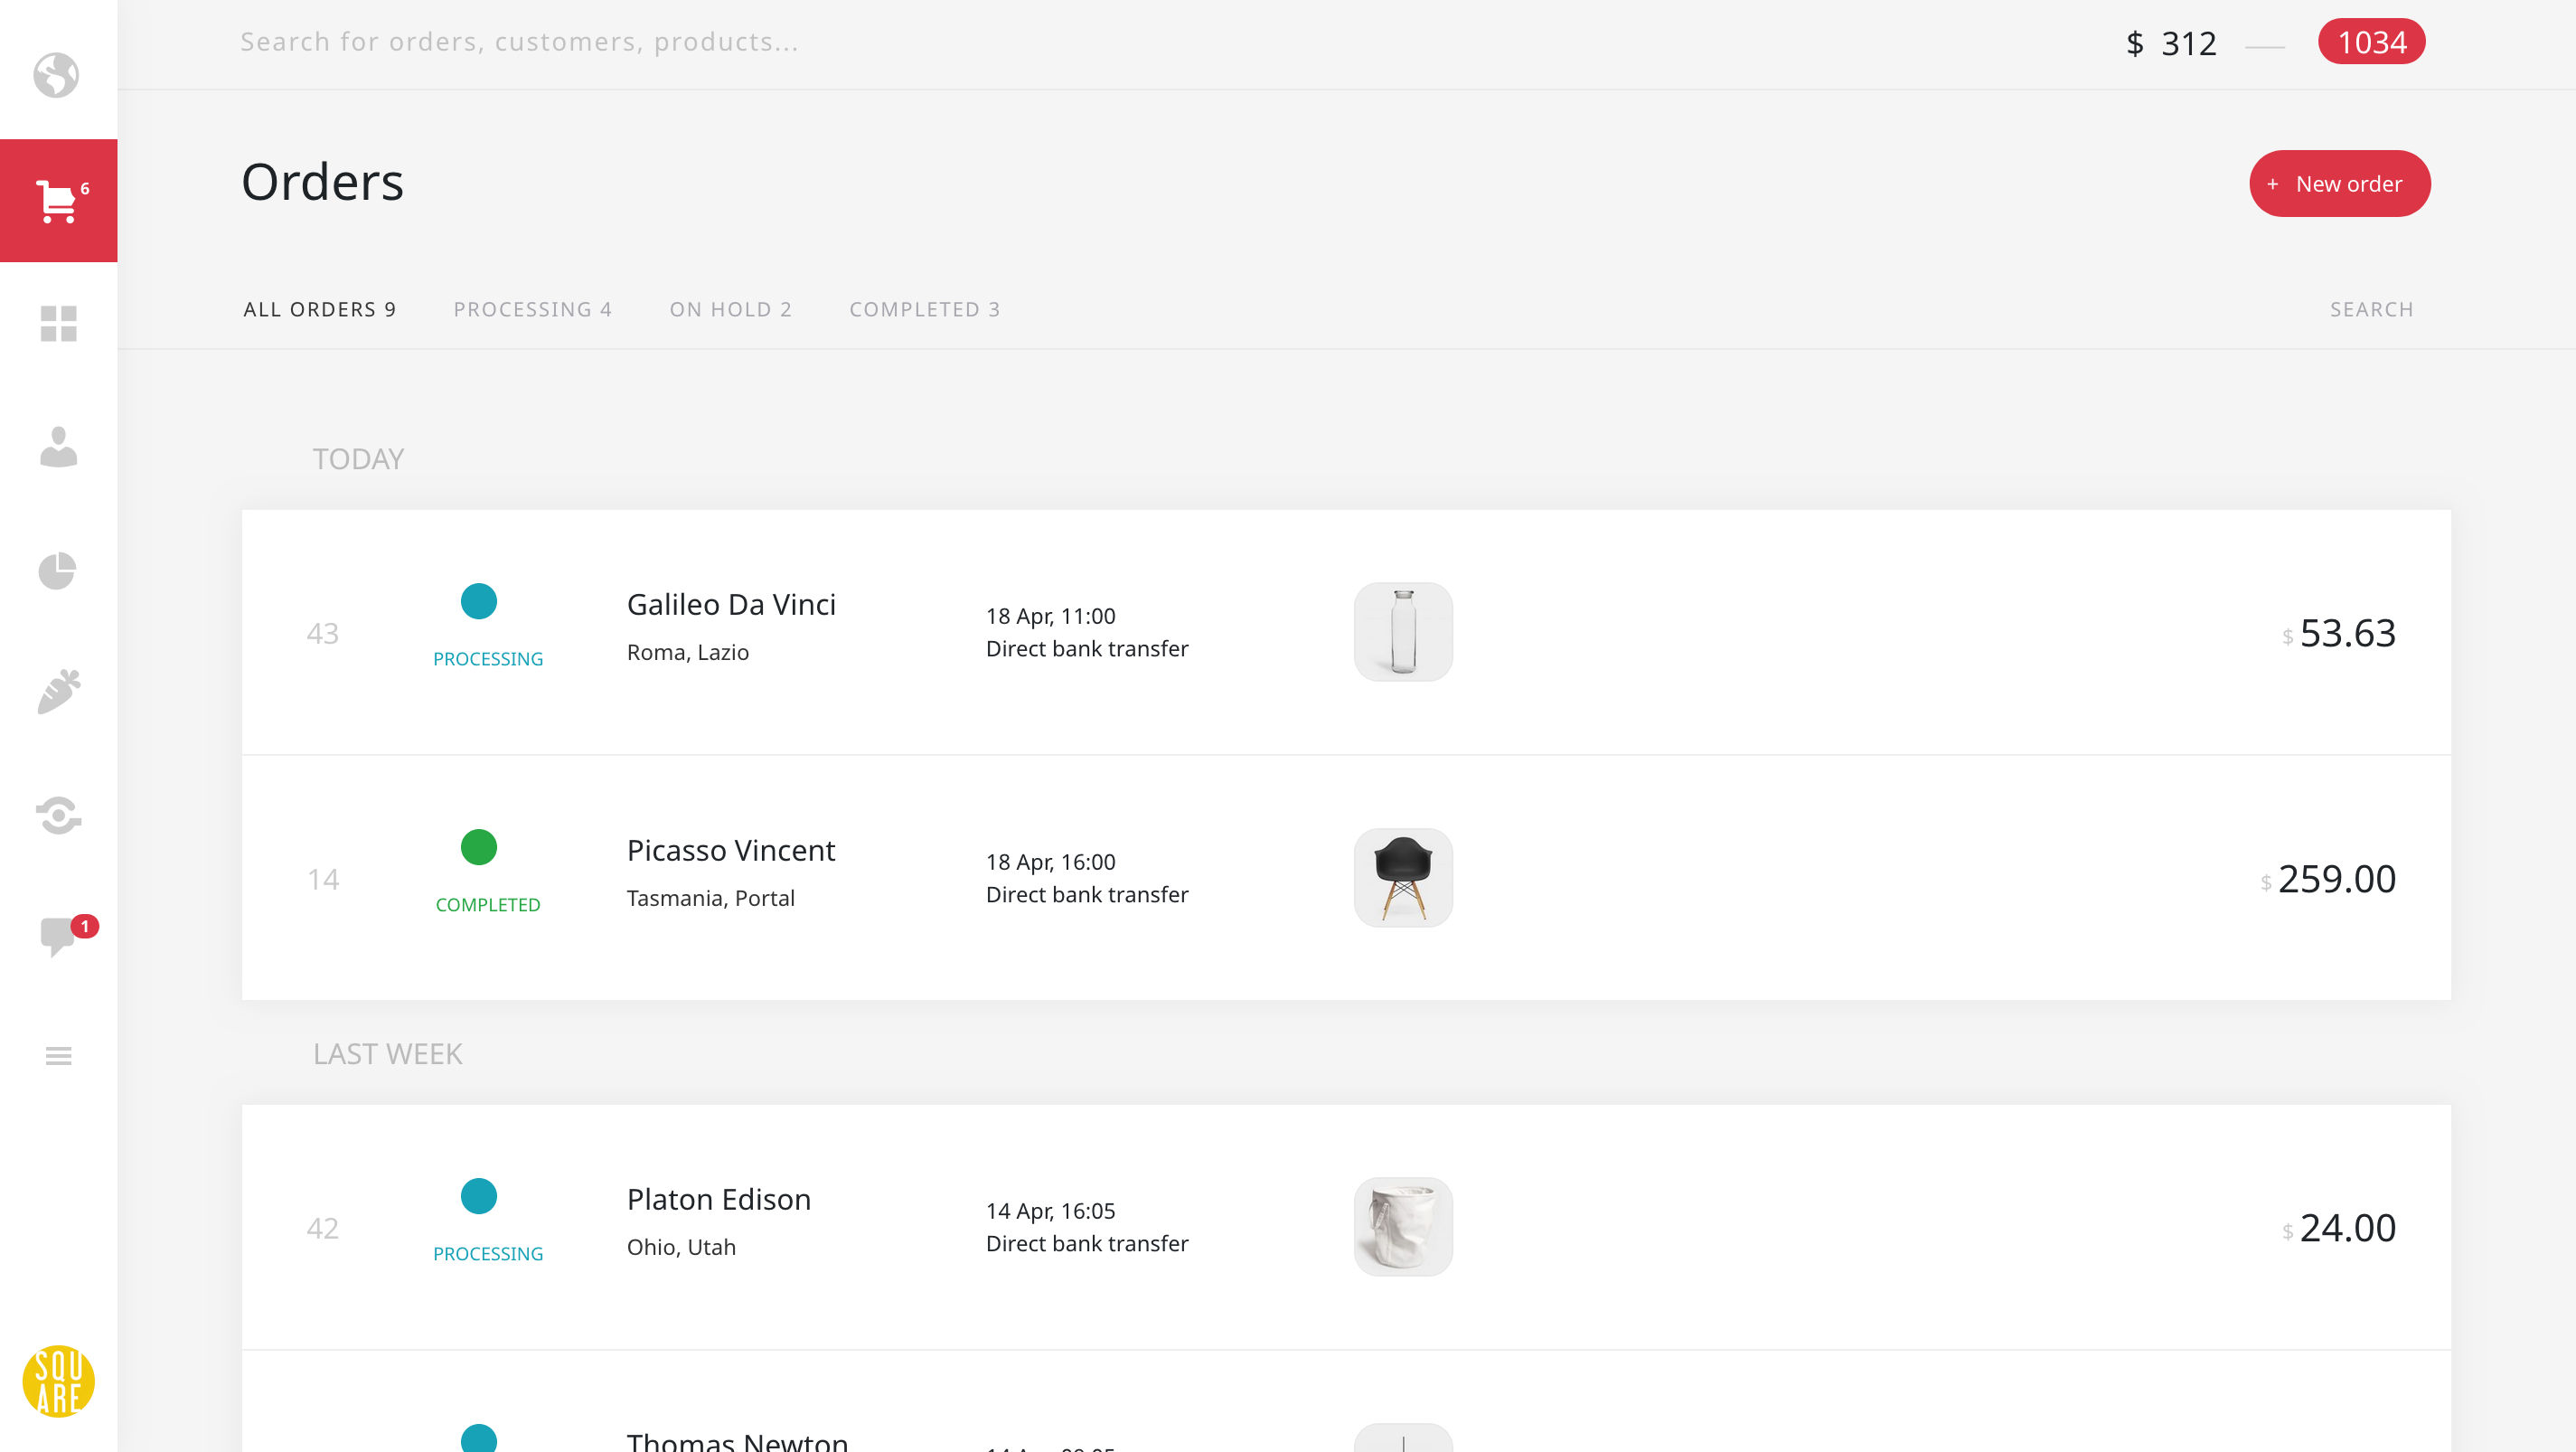 Search for orders, customers, products...
$ 312
1034
6
Orders
+ New order
ALL ORDERS 9
PROCESSING 4
ON HOLD 2
COMPLETED 3
SEARCH
TODAY
43
PROCESSING
Galileo Da Vinci
Roma, Lazio
18 Apr, 11:00
Direct bank transfer
$ 53.63
14
COMPLETED
Picasso Vincent
Tasmania, Portal
18 Apr, 16:00
Direct bank transfer
$ 259.00
1
LAST WEEK
42
PROCESSING
Platon Edison
Ohio, Utah
14 Apr, 16:05
Direct bank transfer
$ 24.00
SQU
ARE
Thomas Newton